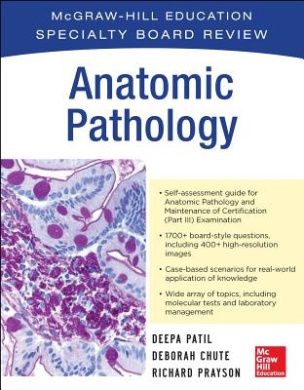 McGRAW-HILL EDUCATION
SPECIALTY BOARD REVIEW
Anatomic
Pathology
• Self-assessment guide for
Anatomic Pathology and
Maintenance of Certification
(Part III) Examination
• 1700+ board-style questions,
including 400+ high-resolution
images
• Case-based scenarios for real-world
application of knowledge
• Wide array of topics, including
molecular tests and laboratory
management
DEEPA PATIL
DEBORAH CHUTE
RICHARD PRAYSON
Mc
Graw
Hill
Education